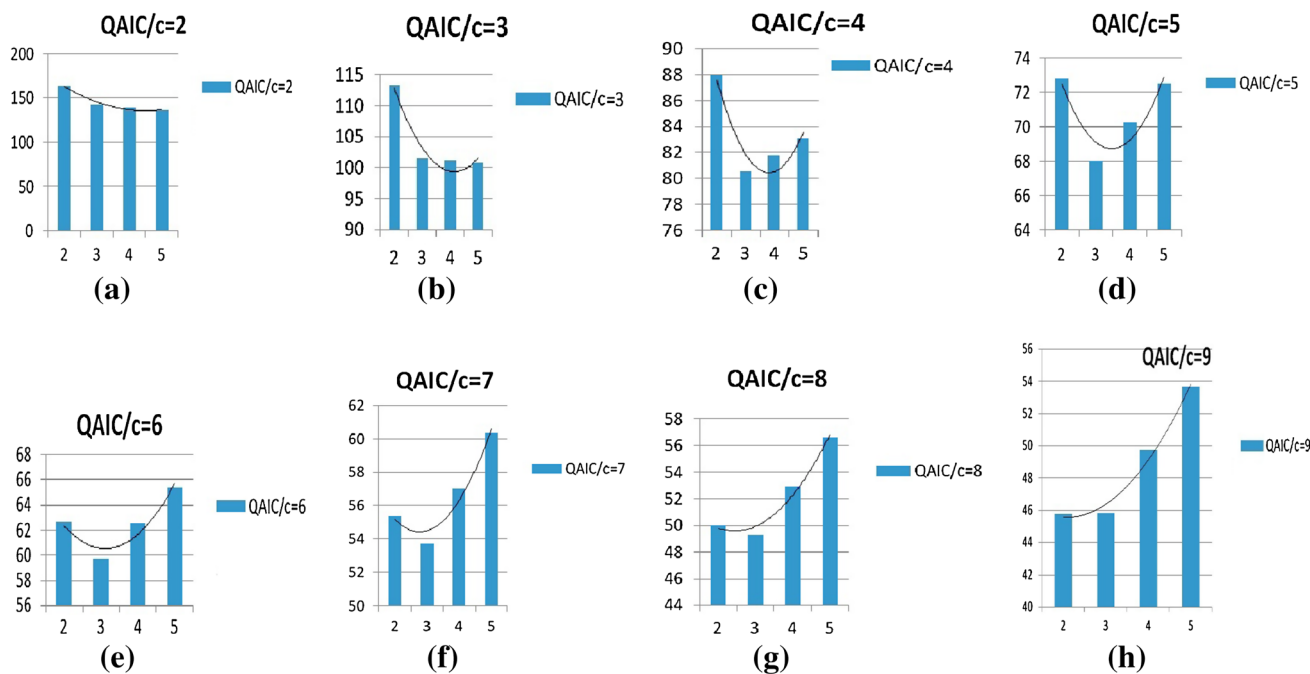 QAIC/c=2
200
150
100
50
0
2 3 4 5
QAIC/c=2
(a)
QAIC/c=3
115
110
105
100
95
90
2 3 4 5
QAIC/c=3
(b)
QAIC/c=4
90
88
86
84
82
80
78
76
2 3 4 5
QAIC/c=4
(c)
QAIC/c=5
74
72
70
68
66
64
2 3 4 5
QAIC/c=5
(d)
QAIC/c=6
68
66
64
62
60
58
56
2 3 4 5
QAIC/c=6
(e)
QAIC/c=7
62
60
58
56
54
52
50
2 3 4 5
QAIC/c=7
(f)
QAIC/c=8
58
56
54
52
50
48
46
44
2 3 4 5
QAIC/c=8
(g)
QAIC/c=9
56
54
52
50
48
46
44
42
40
2 3 4 5
QAIC/c=9
(h)